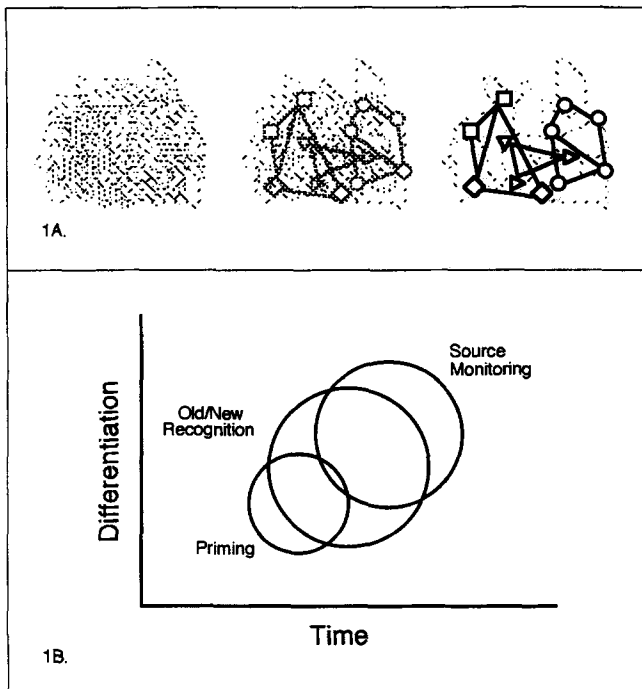 1A.
Source
Monitoring
Old/New
Recognition
Priming
Differentiation
Time
1B.